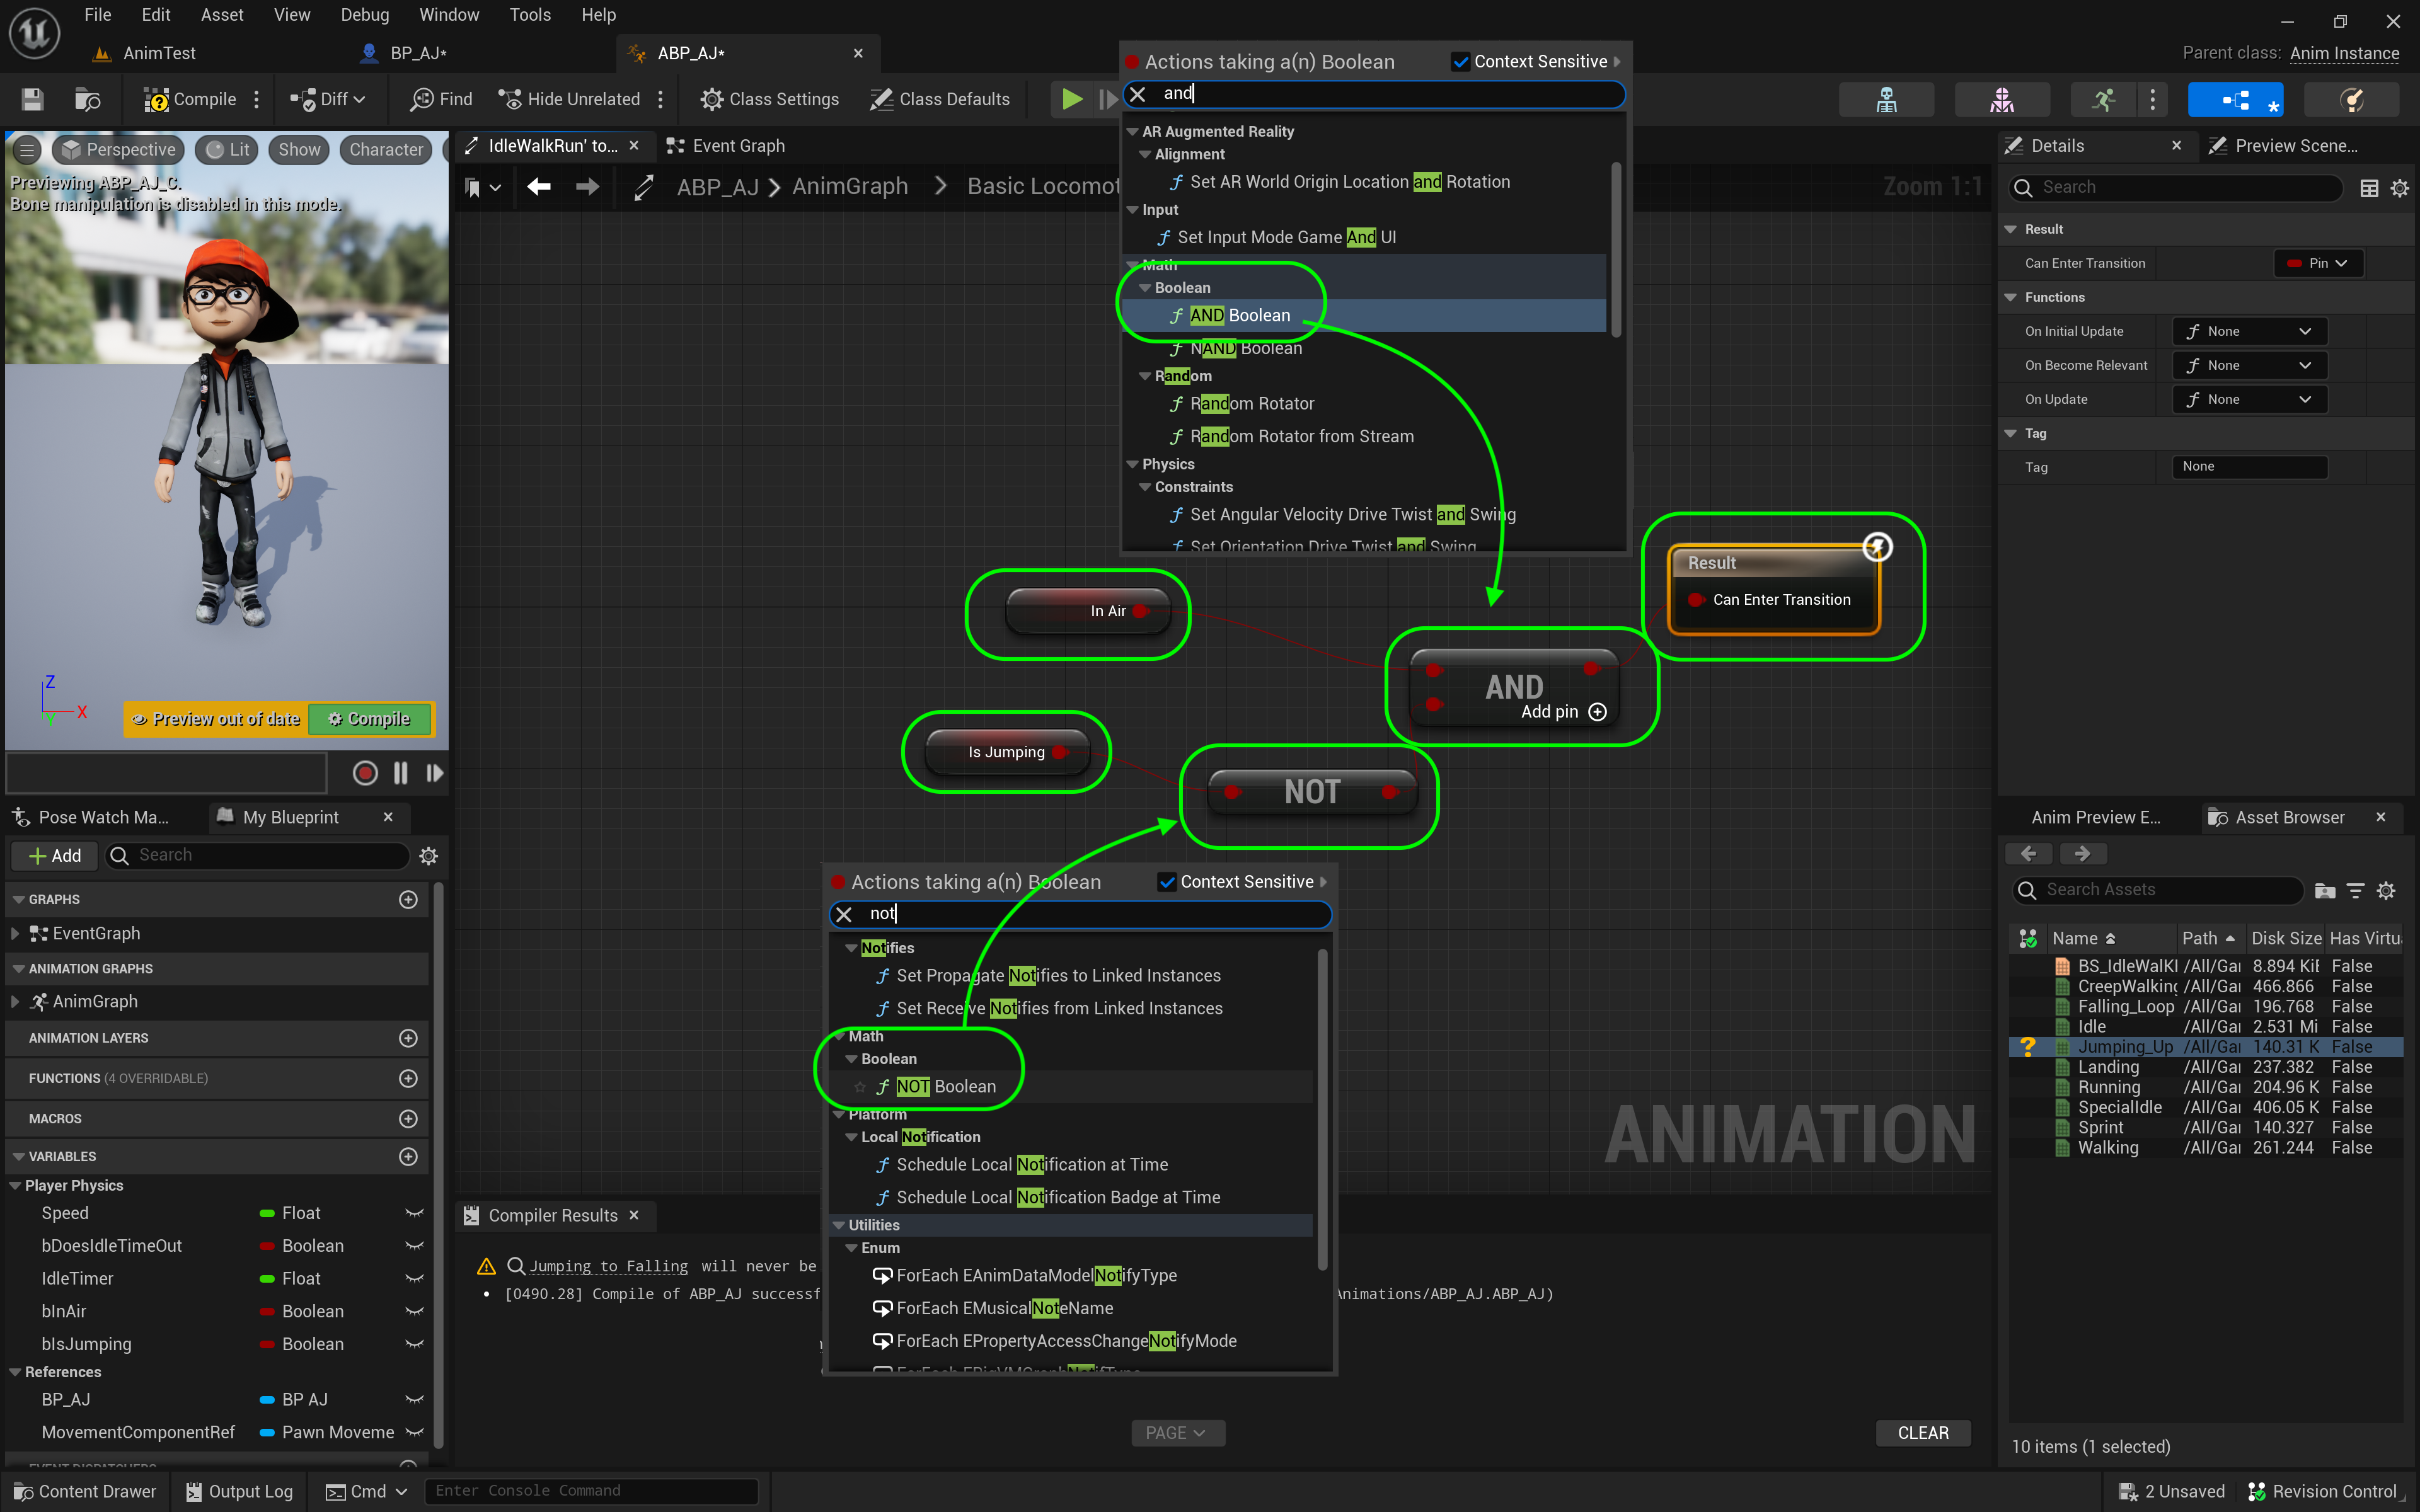 File Edit Asset View Debug Window Tools Help
AnimTest
BP_AJ*
ABP_AJ*
Parent class: Anim Instance
Compile
Diff
Find
Hide Unrelated
Class Settings
Class Defaults
Perspective
Lit
Show
Character
Previewing ABP_AJ_C.
Bone manipulation is disabled in this mode.
Z
X
Y
Preview out of date
Compile
IdleWalkRun' to...
Event Graph
ABP_AJ > AnimGraph > Basic Locomot
Zoom 1:1
Actions taking a(n) Boolean
Context Sensitive
and
AR Augmented Reality
Alignment
Set AR World Origin Location and Rotation
Input
Set Input Mode Game And UI
Math
Boolean
AND Boolean
NAND Boolean
Random
Random Rotator
Random Rotator from Stream
Physics
Constraints
Set Angular Velocity Drive Twist and Swing
Set Orientation Drive Twist and Swing
In Air
Is Jumping
NOT
AND
Add pin
Result
Can Enter Transition
Actions taking a(n) Boolean
Context Sensitive
not
Notifies
Set Propagate Notifies to Linked Instances
Set Receive Notifies from Linked Instances
Math
Boolean
NOT Boolean
Platform
Local Notification
Schedule Local Notification at Time
Schedule Local Notification Badge at Time
Utilities
Enum
ForEach EAnimDataModelNotifyType
ForEach EMusicalNoteName
ForEach EPropertyAccessChangeNotifyMode
ANIMATION
Compiler Results
Jumping to Falling will never be
[0490.28] Compile of ABP_AJ successf
Animations/ABP_AJ.ABP_AJ)
PAGE
CLEAR
Pose Watch Ma...
My Blueprint
Add
Search
GRAPHS
EventGraph
ANIMATION GRAPHS
AnimGraph
ANIMATION LAYERS
FUNCTIONS (4 OVERRIDABLE)
MACROS
VARIABLES
Player Physics
Speed Float
bDoesIdleTimeOut Boolean
IdleTimer Float
bInAir Boolean
bIsJumping Boolean
References
BP_AJ BP AJ
MovementComponentRef Pawn Moveme
EVENT DISPATCHERS
Details
Preview Scene...
Search
Result
Can Enter Transition Pin
Functions
On Initial Update None
On Become Relevant None
On Update None
Tag
Tag None
Anim Preview E...
Asset Browser
Search Assets
Name Path Disk Size Has Virtu
BS_IdleWalK /All/Ga 8.894 Ki False
CreepWalking /All/Ga 466.866 False
Falling_Loop /All/Ga 196.768 False
Idle /All/Ga 2.531 Mi False
Jumping_Up /All/Ga 140.31 K False
Landing /All/Ga 237.382 False
Running /All/Ga 204.96 K False
SpecialIdle /All/Ga 406.05 K False
Sprint /All/Ga 140.327 False
Walking /All/Ga 261.244 False
10 items (1 selected)
Content Drawer
Output Log
Cmd
Enter Console Command
2 Unsaved
Revision Control